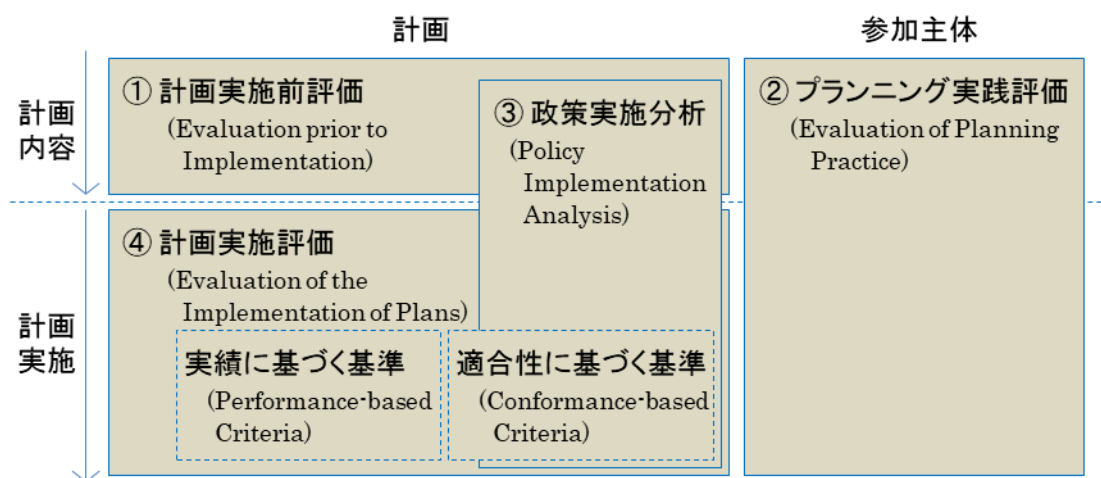 計画
参加主体
計画
内容
① 計画実施前評価
(Evaluation prior to
Implementation)
③ 政策実施分析
(Policy
Implementation
Analysis)
② プランニング実践評価
(Evaluation of Planning
Practice)
計画
実施
④ 計画実施評価
(Evaluation of the
Implementation of Plans)
実績に基づく基準
(Performance-based
Criteria)
適合性に基づく基準
(Conformance-based
Criteria)